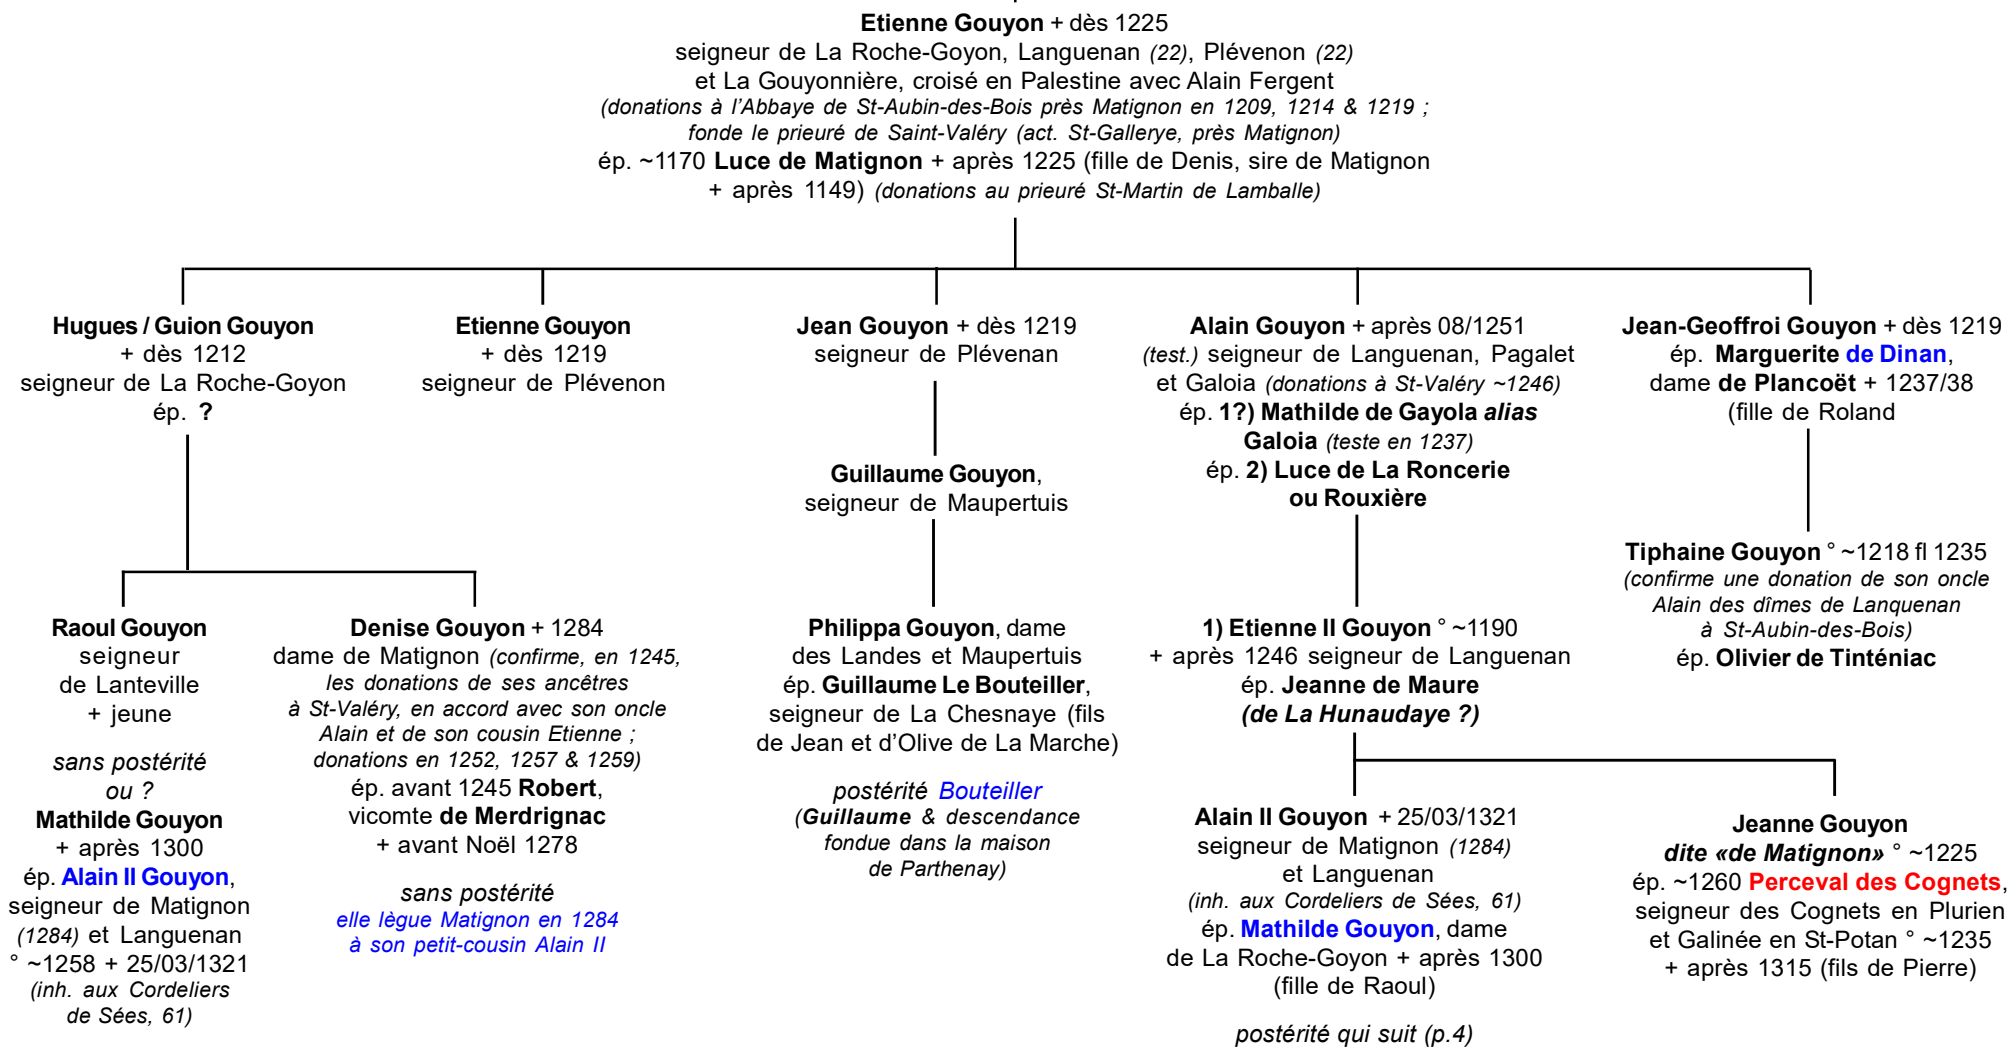 Etienne Gouyon + dès 1225
seigneur de La Roche-Goyon, Languenan (22), Plévenon (22)
et La Gouyonnière, croisé en Palestine avec Alain Fergent
(donations à l'Abbaye de St-Aubin-des-Bois près Matignon en 1209, 1214 & 1219 ;
fonde le prieuré de Saint-Valéry (act. St-Gallerye, près Matignon)
ép. ~1170 Luce de Matignon + après 1225 (fille de Denis, sire de Matignon
+ après 1149) (donations au prieuré St-Martin de Lamballe)
Hugues / Guion Gouyon
+ dès 1212
seigneur de La Roche-Goyon
ép. ?
Etienne Gouyon
+ dès 1219
seigneur de Plévenon
Jean Gouyon + dès 1219
seigneur de Plévenan
Guillaume Gouyon,
seigneur de Maupertuis
Alain Gouyon + après 08/1251
(test.) seigneur de Languenan, Pagalet
et Galoia (donations à St-Valéry ~1246)
ép. 1?) Mathilde de Gayola alias
Galoia (teste en 1237)
ép. 2) Luce de La Roncerie
ou Rouxière
Jean-Geoffroi Gouyon + dès 1219
ép. Marguerite de Dinan,
dame de Plancoët + 1237/38
(fille de Roland
Tiphaine Gouyon ° ~1218 fl 1235
(confirme une donation de son oncle
Alain des dîmes de Lanquenan
à St-Aubin-des-Bois)
ép. Olivier de Tinténiac
Raoul Gouyon
seigneur
de Lanteville
+ jeune
sans postérité
ou ?
Mathilde Gouyon
+ après 1300
ép. Alain II Gouyon,
seigneur de Matignon
(1284) et Languenan
° ~1258 + 25/03/1321
(inh. aux Cordeliers
de Sées, 61)
Denise Gouyon + 1284
dame de Matignon (confirme, en 1245,
les donations de ses ancêtres
à St-Valéry, en accord avec son oncle
Alain et de son cousin Etienne ;
donations en 1252, 1257 & 1259)
ép. avant 1245 Robert,
vicomte de Merdrignac
+ avant Noël 1278
sans postérité
elle lègue Matignon en 1284
à son petit-cousin Alain II
Philippa Gouyon, dame
des Landes et Maupertuis
ép. Guillaume Le Bouteiller,
seigneur de La Chesnaye (fils
de Jean et d'Olive de La Marche)
postérité Bouteiller
(Guillaume & descendance
fondue dans la maison
de Parthenay)
1) Etienne II Gouyon ° ~1190
+ après 1246 seigneur de Languenan
ép. Jeanne de Maure
(de La Hunaudaye ?)
Alain II Gouyon + 25/03/1321
seigneur de Matignon (1284)
et Languenan
(inh. aux Cordeliers de Sées, 61)
ép. Mathilde Gouyon, dame
de La Roche-Goyon + après 1300
(fille de Raoul)
postérité qui suit (p.4)
Jeanne Gouyon
dite «de Matignon» ° ~1225
ép. ~1260 Perceval des Cognets,
seigneur des Cognets en Plurien
et Galinée en St-Potan ° ~1235
+ après 1315 (fils de Pierre)